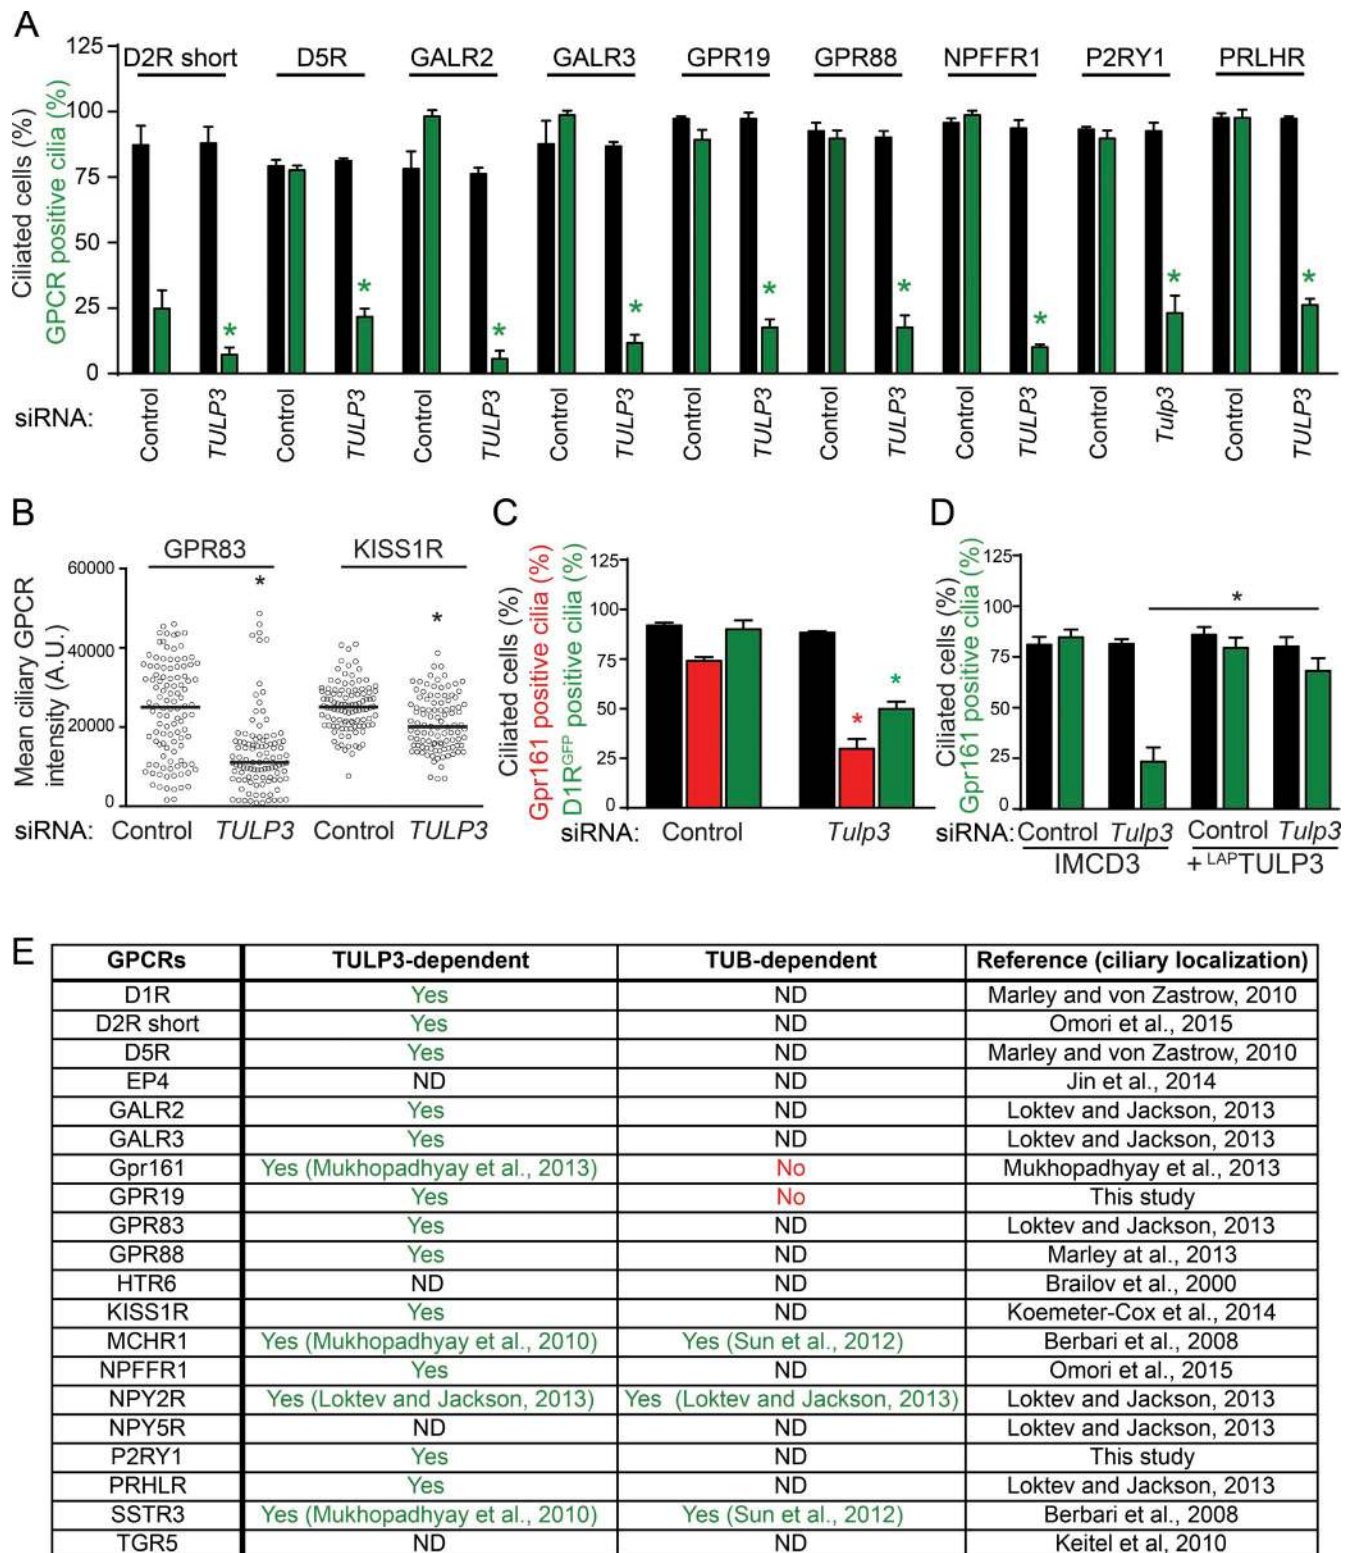 A
125
D2R short D5R GALR2 GALR3 GPR19 GPR88 NPFFR1 P2RY1 PRLHR
100
75
50
25
0
Ciliated cells (%)
GPCR positive cilia (%)
* * * * * * * * *
siRNA: Control TULP3 Control TULP3 Control TULP3 Control TULP3 Control TULP3 Control TULP3 Control TULP3 Control Tulp3 Control TULP3
B
GPR83 KISS1R
Mean ciliary GPCR
intensity (A.U.)
60000
40000
20000
0
* *
siRNA: Control TULP3 Control TULP3
C
Ciliated cells (%)
Gpr161 positive cilia (%)
D1RGFP positive cilia (%)
125
100
75
50
25
0
* *
siRNA: Control Tulp3
D
Ciliated cells (%)
Gpr161 positive cilia (%)
125
100
75
50
25
0
*
siRNA: Control Tulp3 Control Tulp3
IMCD3 + LAPTULP3
E
GPCRs TULP3-dependent TUB-dependent Reference (ciliary localization)
D1R Yes ND Marley and von Zastrow, 2010
D2R short Yes ND Omori et al., 2015
D5R Yes ND Marley and von Zastrow, 2010
EP4 ND ND Jin et al., 2014
GALR2 Yes ND Loktev and Jackson, 2013
GALR3 Yes ND Loktev and Jackson, 2013
Gpr161 Yes (Mukhopadhyay et al., 2013) No Mukhopadhyay et al., 2013
GPR19 Yes No This study
GPR83 Yes ND Loktev and Jackson, 2013
GPR88 Yes ND Marley at al., 2013
HTR6 ND ND Brailov et al., 2000
KISS1R Yes ND Koemeter-Cox et al., 2014
MCHR1 Yes (Mukhopadhyay et al., 2010) Yes (Sun et al., 2012) Berbari et al., 2008
NPFFR1 Yes ND Omori et al., 2015
NPY2R Yes (Loktev and Jackson, 2013) Yes (Loktev and Jackson, 2013) Loktev and Jackson, 2013
NPY5R ND ND Loktev and Jackson, 2013
P2RY1 Yes ND This study
PRHLR Yes ND Loktev and Jackson, 2013
SSTR3 Yes (Mukhopadhyay et al., 2010) Yes (Sun et al., 2012) Berbari et al., 2008
TGR5 ND ND Keitel et al, 2010